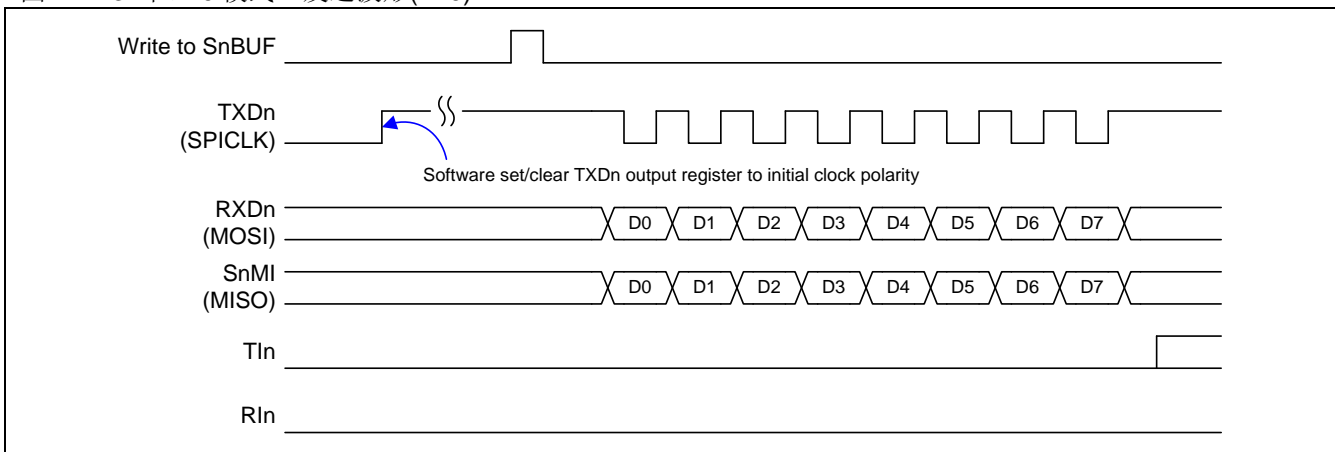 Write to SnBUF
TXDn
(SPICLK)
Software set/clear TXDn output register to initial clock polarity
RXDn
(MOSI)
D0 D1 D2 D3 D4 D5 D6 D7
SnMI
(MISO)
D0 D1 D2 D3 D4 D5 D6 D7
TIn
RIn